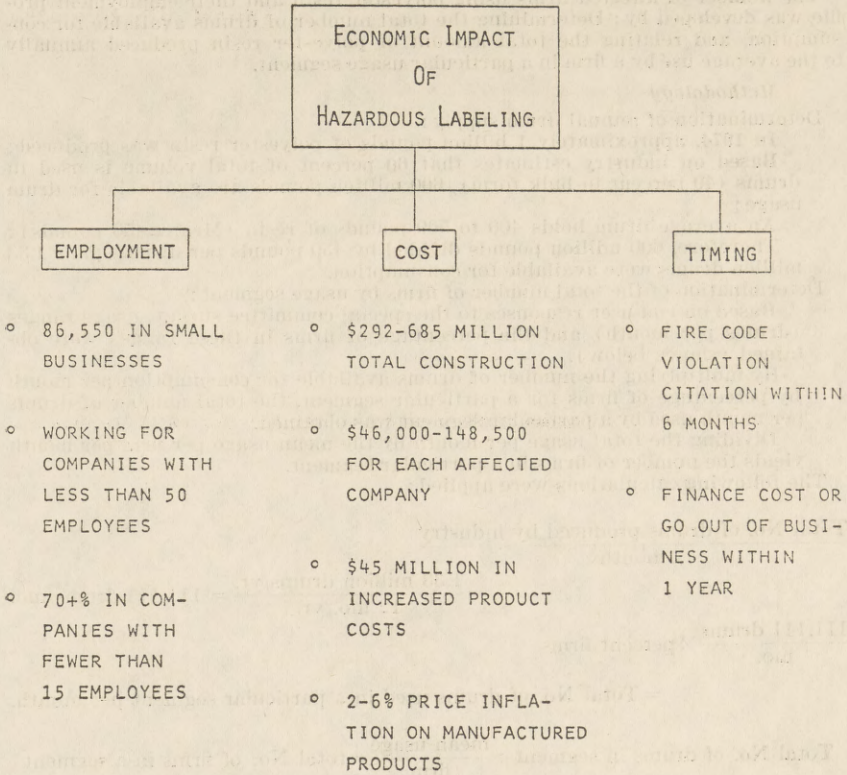 ECONOMIC IMPACT
OF
HAZARDOUS LABELING
EMPLOYMENT
° 86,550 IN SMALL
BUSINESSES
° WORKING FOR
COMPANIES WITH
LESS THAN 50
EMPLOYEES
° 70+% IN COM-
PANIES WITH
FEWER THAN
15 EMPLOYEES
COST
° $292-685 MILLION
TOTAL CONSTRUCTION
° $46,000-148,500
FOR EACH AFFECTED
COMPANY
° $45 MILLION IN
INCREASED PRODUCT
COSTS
° 2-6% PRICE INFLA-
TION ON MANUFACTURED
PRODUCTS
TIMING
° FIRE CODE
VIOLATION
CITATION WITHIN
6 MONTHS
° FINANCE COST OR
GO OUT OF BUSI-
NESS WITHIN
1 YEAR